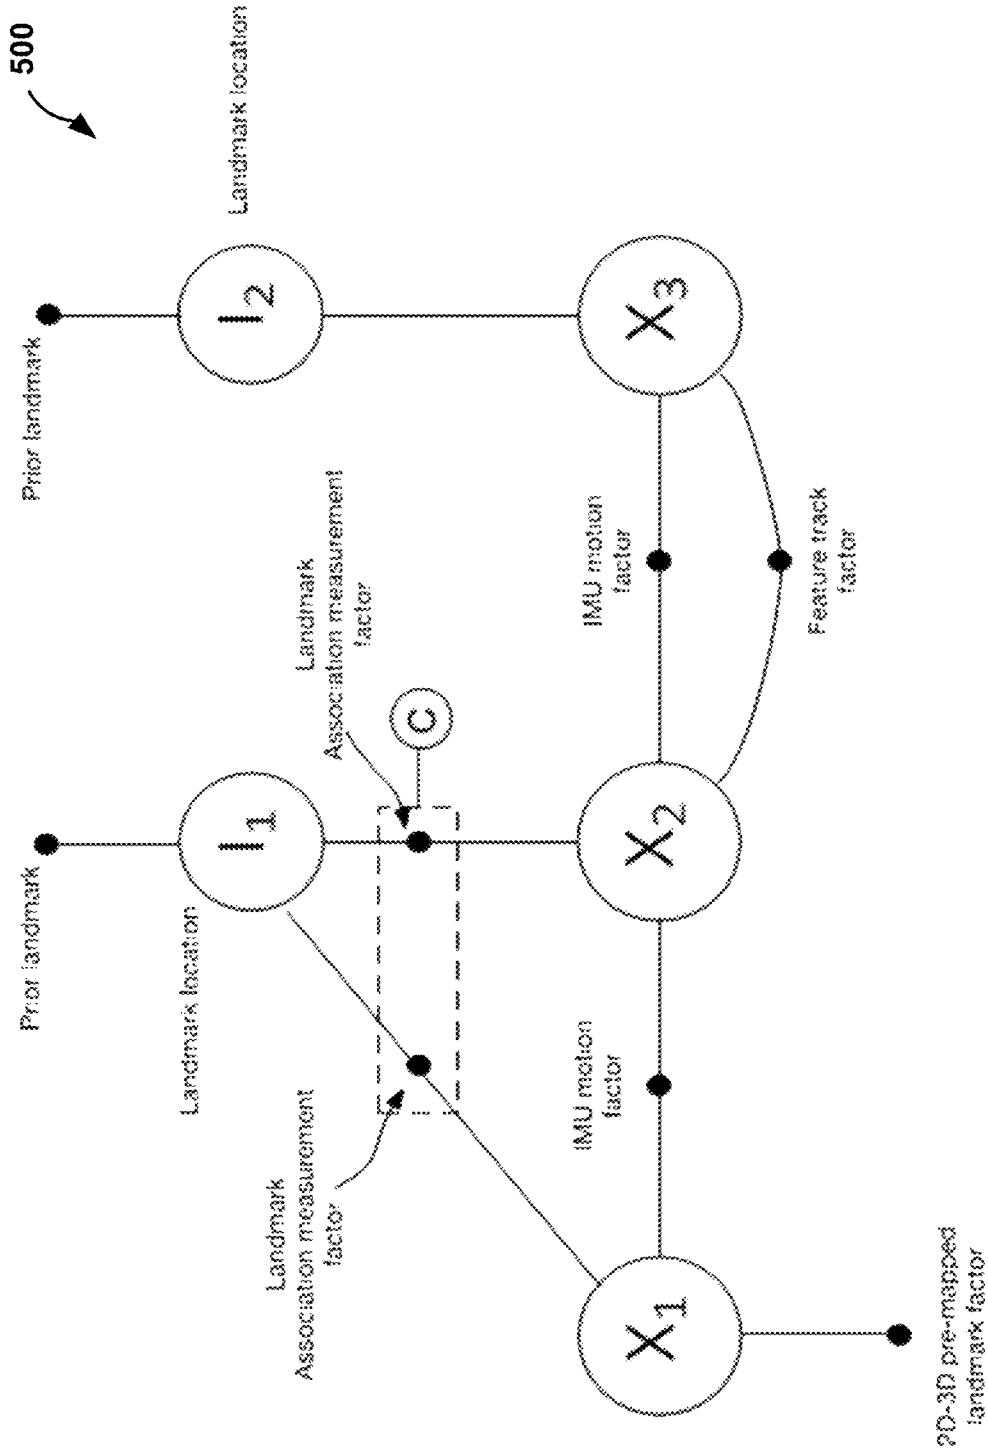 500
Prior landmark
Prior landmark
l1
l2
Landmark location
Landmark location
Landmark
Association measurement
factor
Landmark
Association measurement
factor
C
X1
IMU motion
factor
X2
IMU motion
factor
X3
Feature track
factor
2D-3D pre-mapped
landmark factor